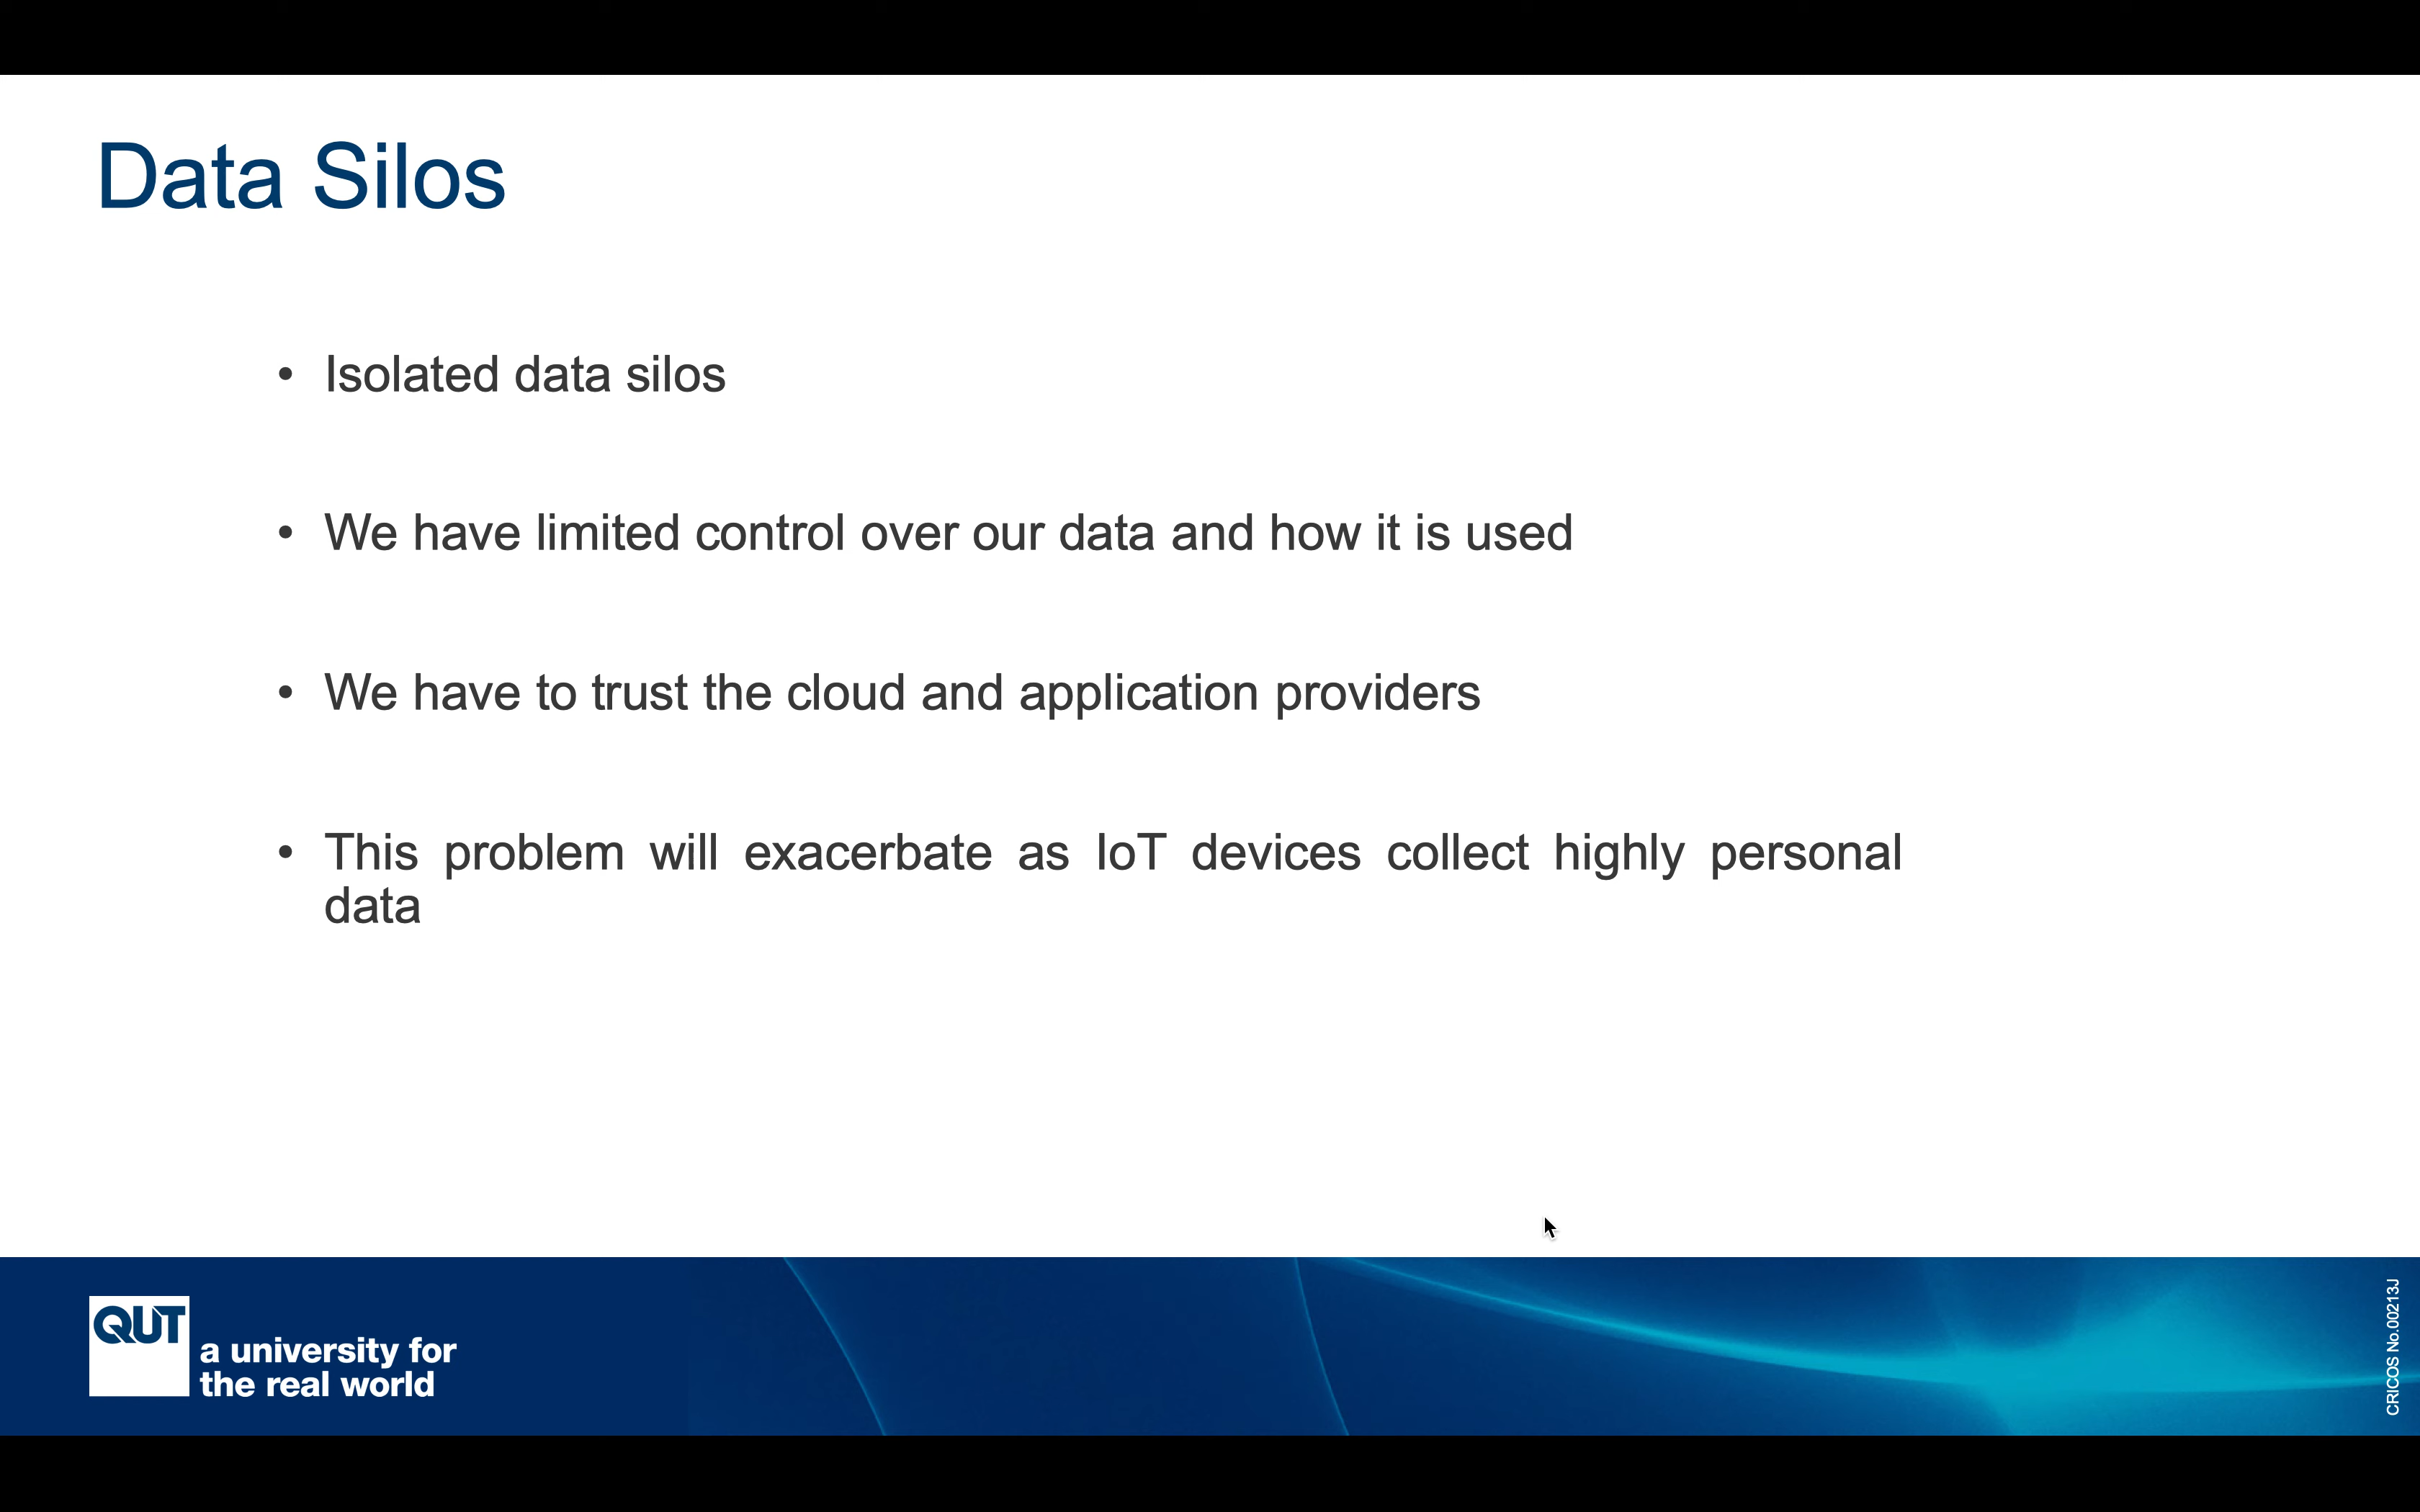 Data Silos
• Isolated data silos
• We have limited control over our data and how it is used
• We have to trust the cloud and application providers
• This problem will exacerbate as IoT devices collect highly personal
data
QUT
a university for
the real world
CRICOS No.00213J